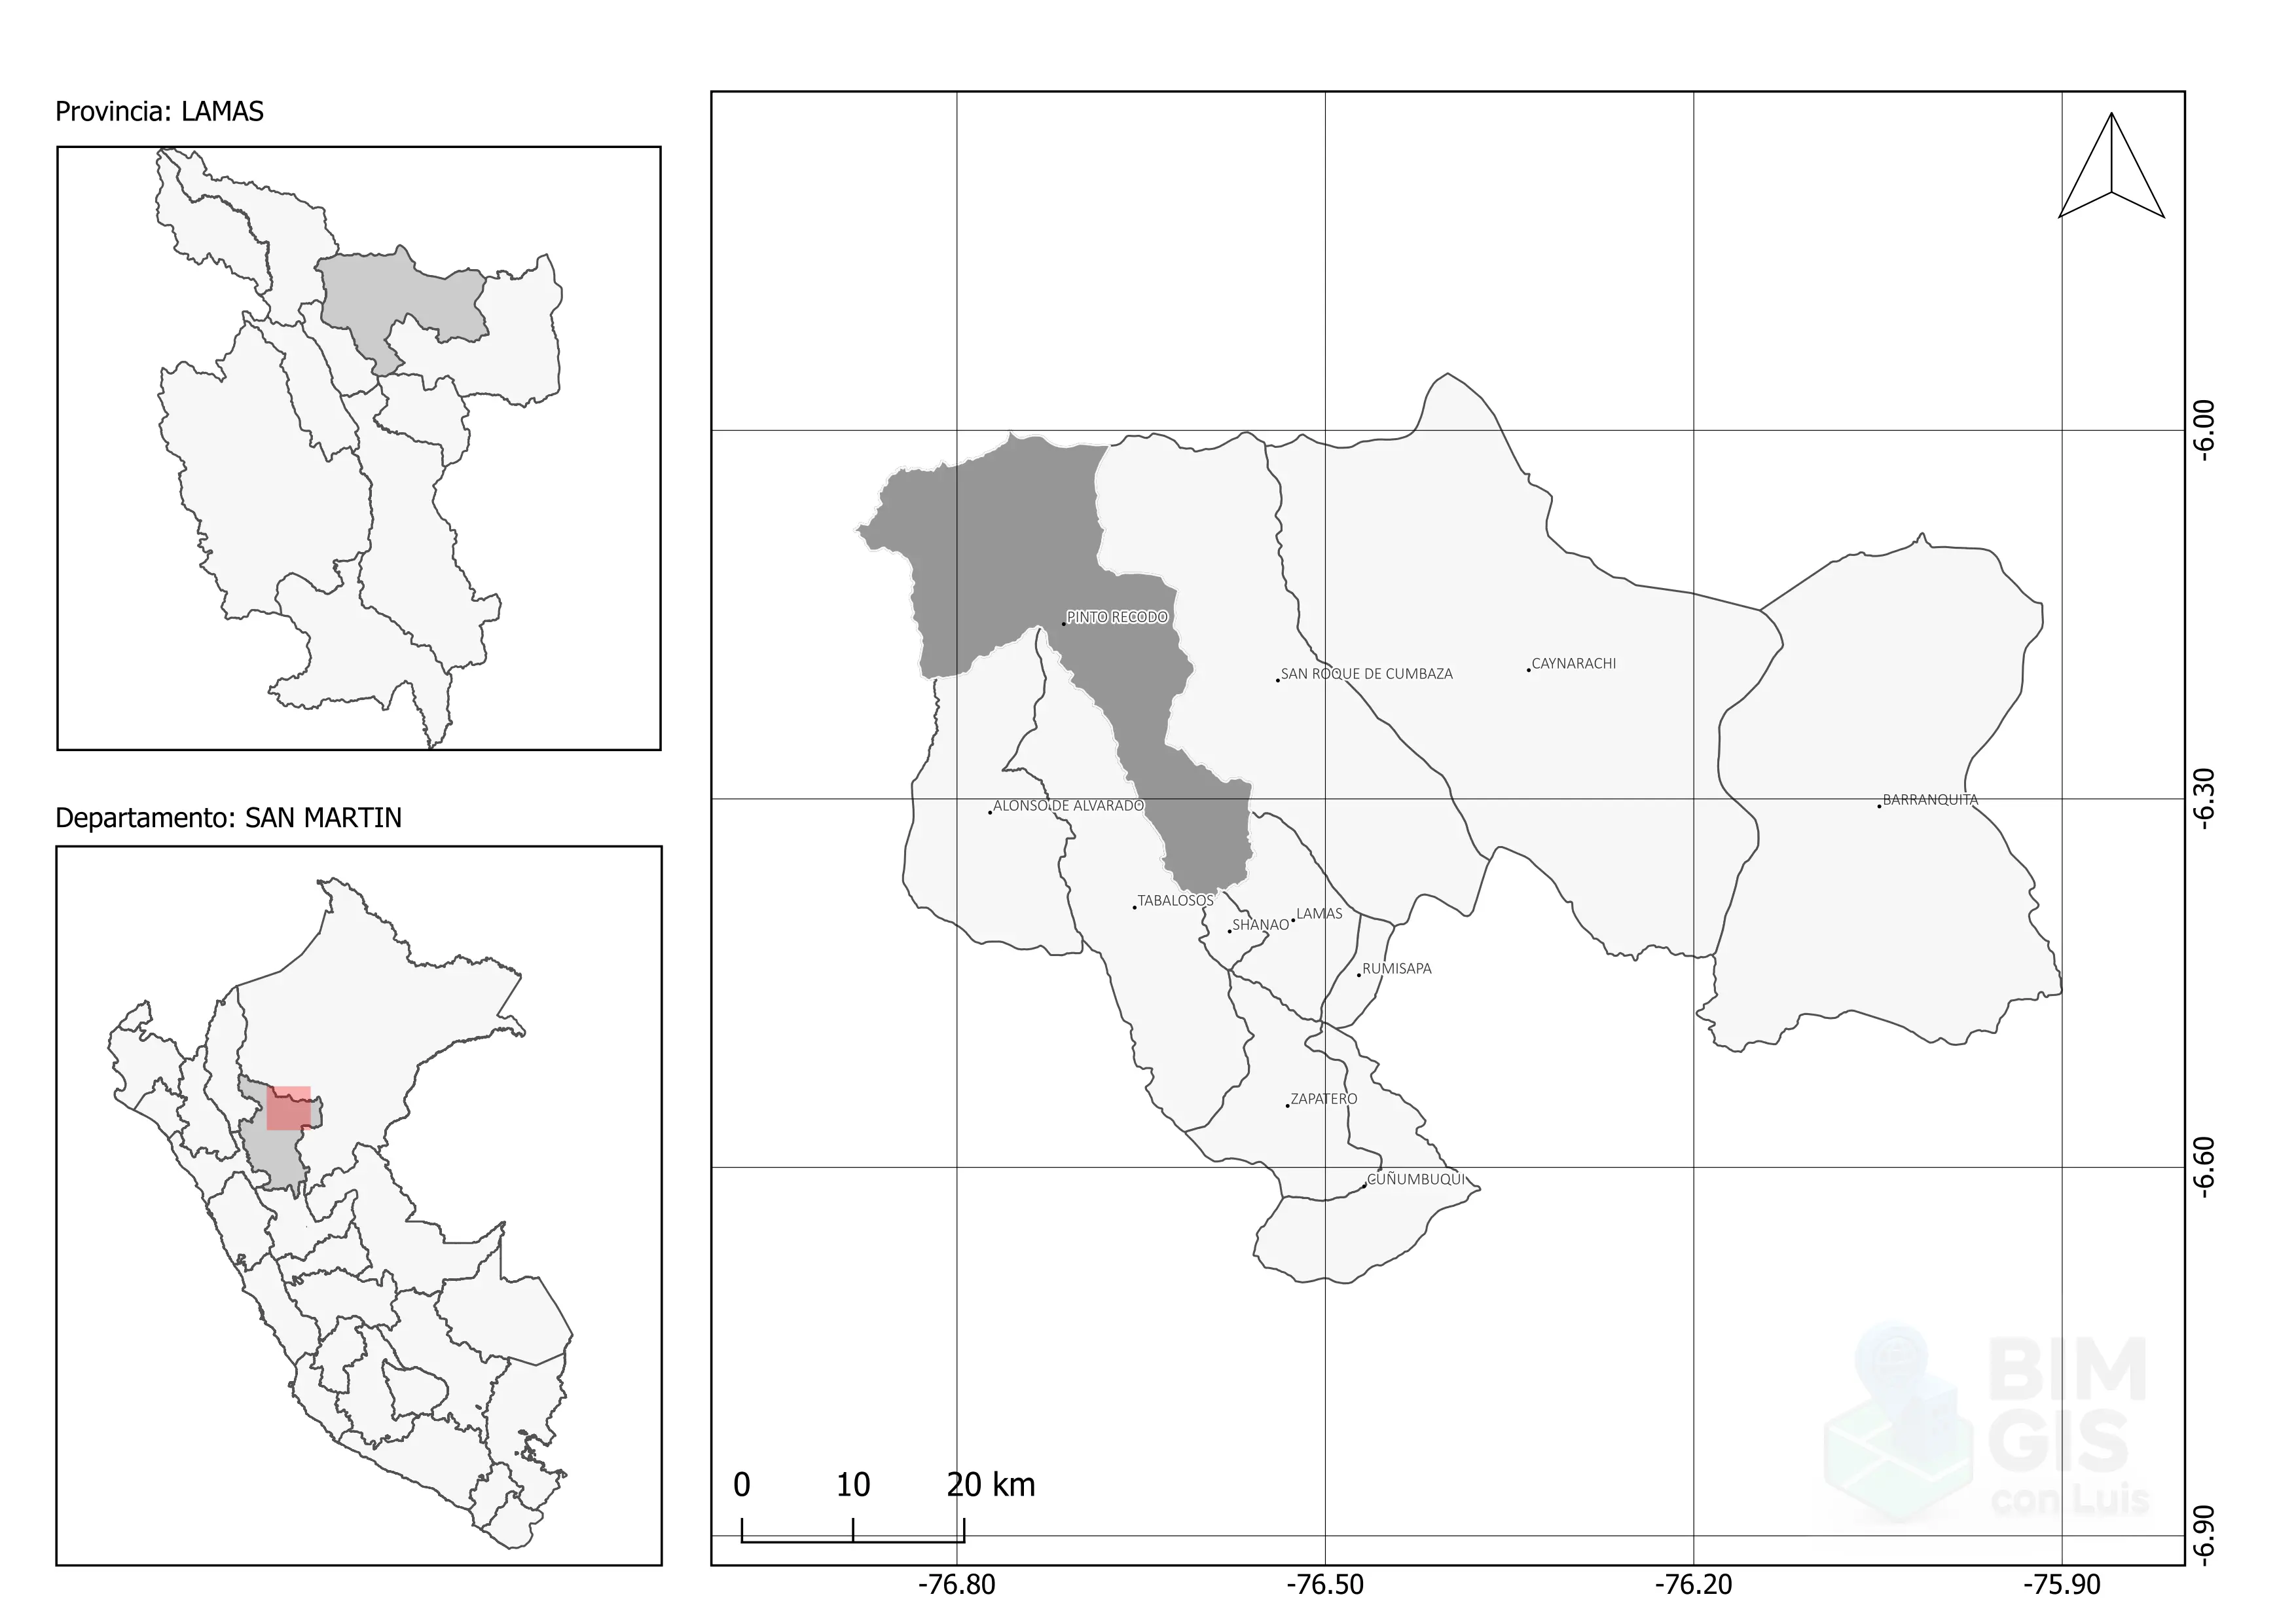 Provincia: LAMAS
Departamento: SAN MARTIN
PINTO RECODO
SAN ROQUE DE CUMBAZA
CAYNARACHI
ALONSO DE ALVARADO
BARRANQUITA
TABALOSOS
LAMAS
SHANAO
RUMISAPA
ZAPATERO
CUÑUMBUQUI
-6.00
-6.30
-6.60
-6.90
BIM
GIS
con Luis
0 10 20 km
-76.80 -76.50 -76.20 -75.90